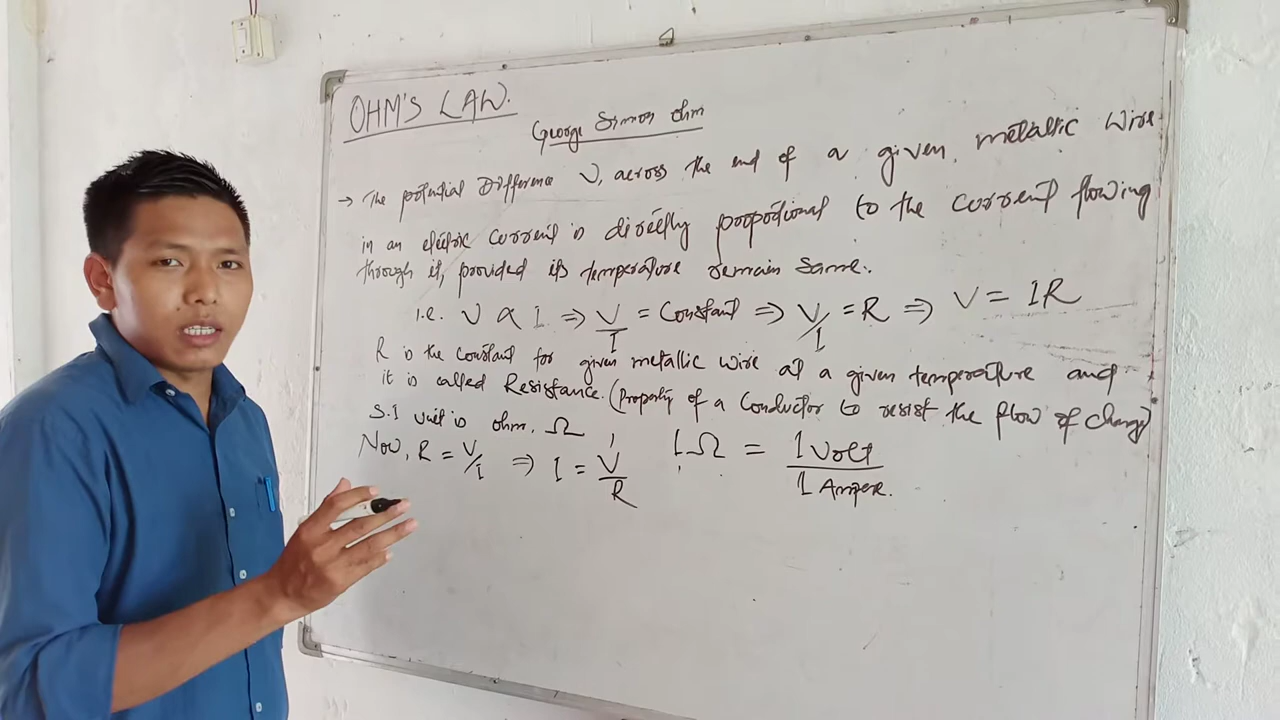 OHM'S LAW.
George Simon Ohm
→ The potential Difference V, across the end of a given metallic wire
in an electric current is directly propotional to the current flowing
through it, provided its temperature remain same.
i.e. V ∝ I ⇒ V/I = Constant ⇒ V/I = R ⇒ V = IR
R is the constant for given metallic wire at a given temperature and
it is called Resistance. (Property of a Conductor to resist the flow of charge)
S.I unit is ohm, Ω
Now, R = V/I ⇒ I = V/R 1Ω = 1 Volt / 1 Amper.